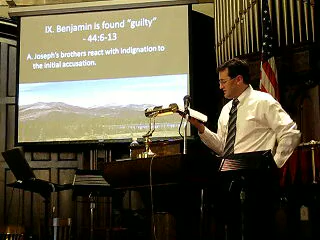 IX. Benjamin is found "guilty"
- 44:6-13
A. Joseph's brothers react with indignation to
the initial accusation.